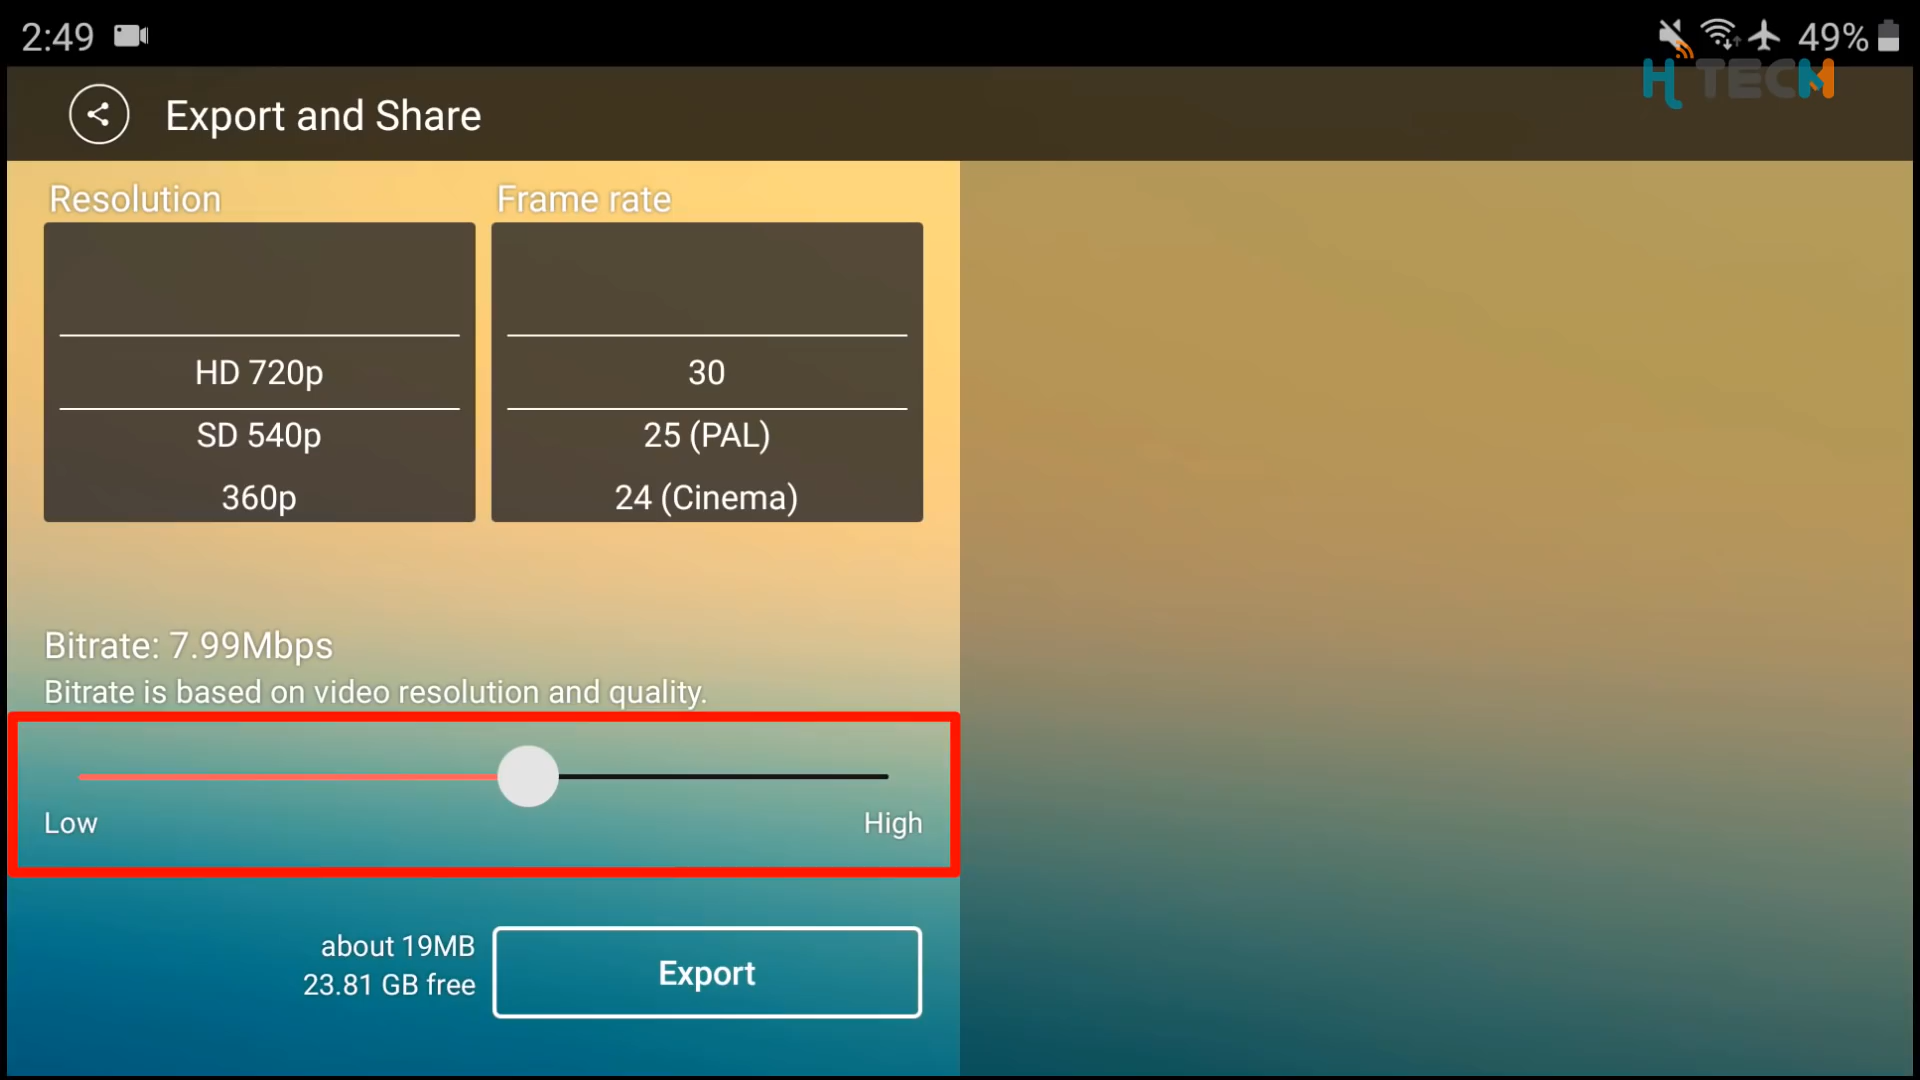 2:49
49%
H TECH
Export and Share
Resolution
Frame rate
HD 720p
SD 540p
360p
30
25 (PAL)
24 (Cinema)
Bitrate: 7.99Mbps
Bitrate is based on video resolution and quality.
Low
High
about 19MB
23.81 GB free
Export